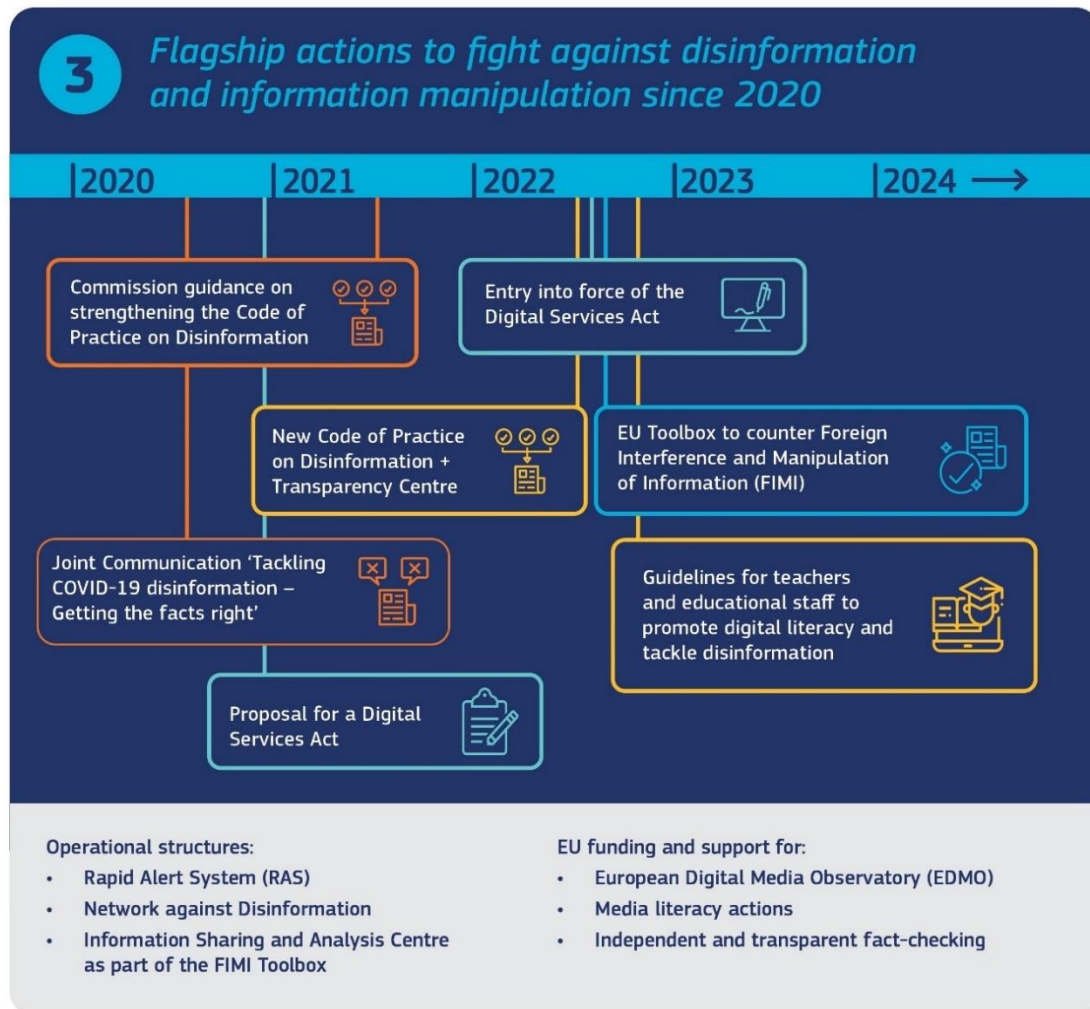 3
Flagship actions to fight against disinformation
and information manipulation since 2020
|2020 |2021 |2022 |2023 |2024 →
Commission guidance on
strengthening the Code of
Practice on Disinformation
Entry into force of the
Digital Services Act
New Code of Practice
on Disinformation +
Transparency Centre
EU Toolbox to counter Foreign
Interference and Manipulation
of Information (FIMI)
Joint Communication ‘Tackling
COVID-19 disinformation –
Getting the facts right’
Guidelines for teachers
and educational staff to
promote digital literacy and
tackle disinformation
Proposal for a Digital
Services Act
Operational structures:
• Rapid Alert System (RAS)
• Network against Disinformation
• Information Sharing and Analysis Centre
as part of the FIMI Toolbox
EU funding and support for:
• European Digital Media Observatory (EDMO)
• Media literacy actions
• Independent and transparent fact-checking